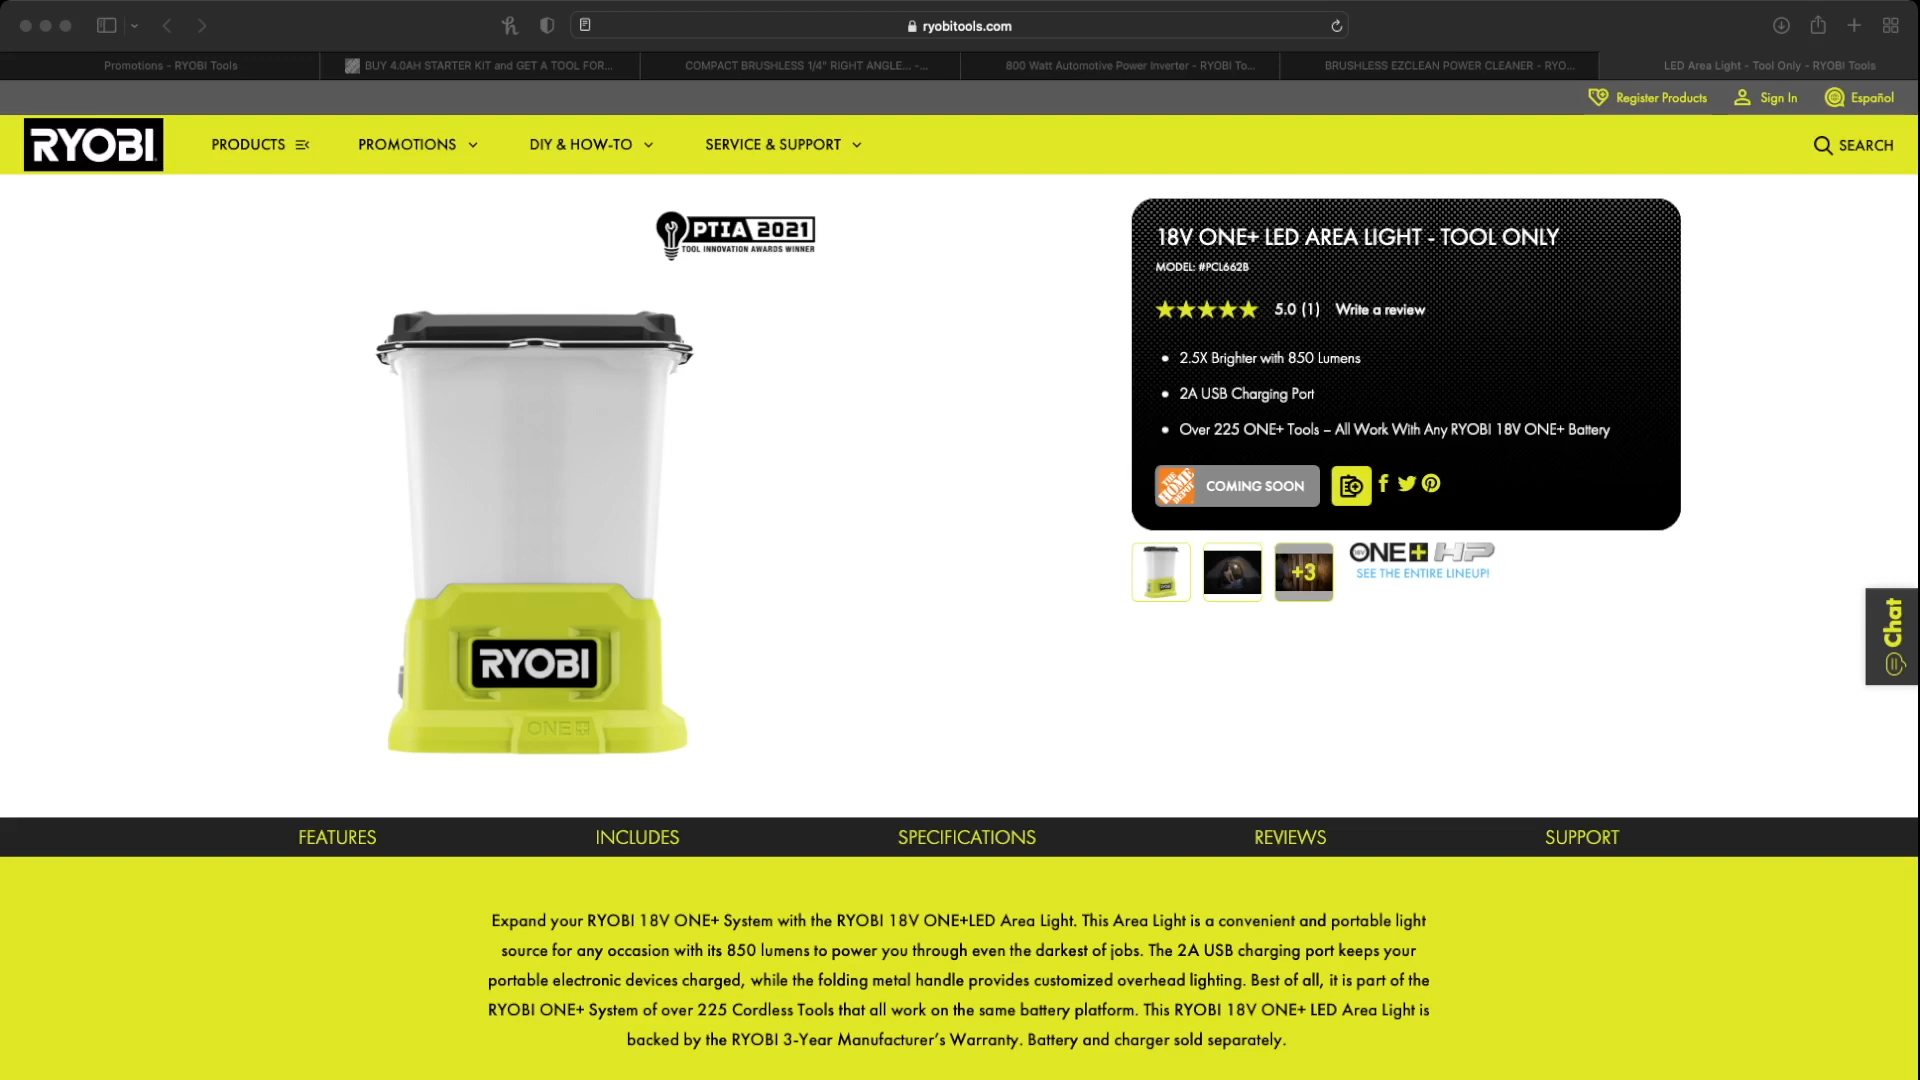 ryobitools.com
Promotions - RYOBI Tools
BUY 4.0AH STARTER KIT and GET A TOOL FOR...
COMPACT BRUSHLESS 1/4" RIGHT ANGLE... -...
800 Watt Automotive Power Inverter - RYOBI To...
BRUSHLESS EZCLEAN POWER CLEANER - RYO...
LED Area Light - Tool Only - RYOBI Tools
Register Products
Sign In
Español
RYOBI
PRODUCTS
PROMOTIONS
DIY & HOW-TO
SERVICE & SUPPORT
SEARCH
PTIA 2021
TOOL INNOVATION AWARDS WINNER
RYOBI
ONE+
18V ONE+ LED AREA LIGHT - TOOL ONLY
MODEL: #PCL662B
5.0 (1) Write a review
2.5X Brighter with 850 Lumens
2A USB Charging Port
Over 225 ONE+ Tools – All Work With Any RYOBI 18V ONE+ Battery
THE HOME DEPOT
COMING SOON
+3
18V ONE+ HP
SEE THE ENTIRE LINEUP!
Chat
FEATURES
INCLUDES
SPECIFICATIONS
REVIEWS
SUPPORT
Expand your RYOBI 18V ONE+ System with the RYOBI 18V ONE+LED Area Light. This Area Light is a convenient and portable light
source for any occasion with its 850 lumens to power you through even the darkest of jobs. The 2A USB charging port keeps your
portable electronic devices charged, while the folding metal handle provides customized overhead lighting. Best of all, it is part of the
RYOBI ONE+ System of over 225 Cordless Tools that all work on the same battery platform. This RYOBI 18V ONE+ LED Area Light is
backed by the RYOBI 3-Year Manufacturer’s Warranty. Battery and charger sold separately.